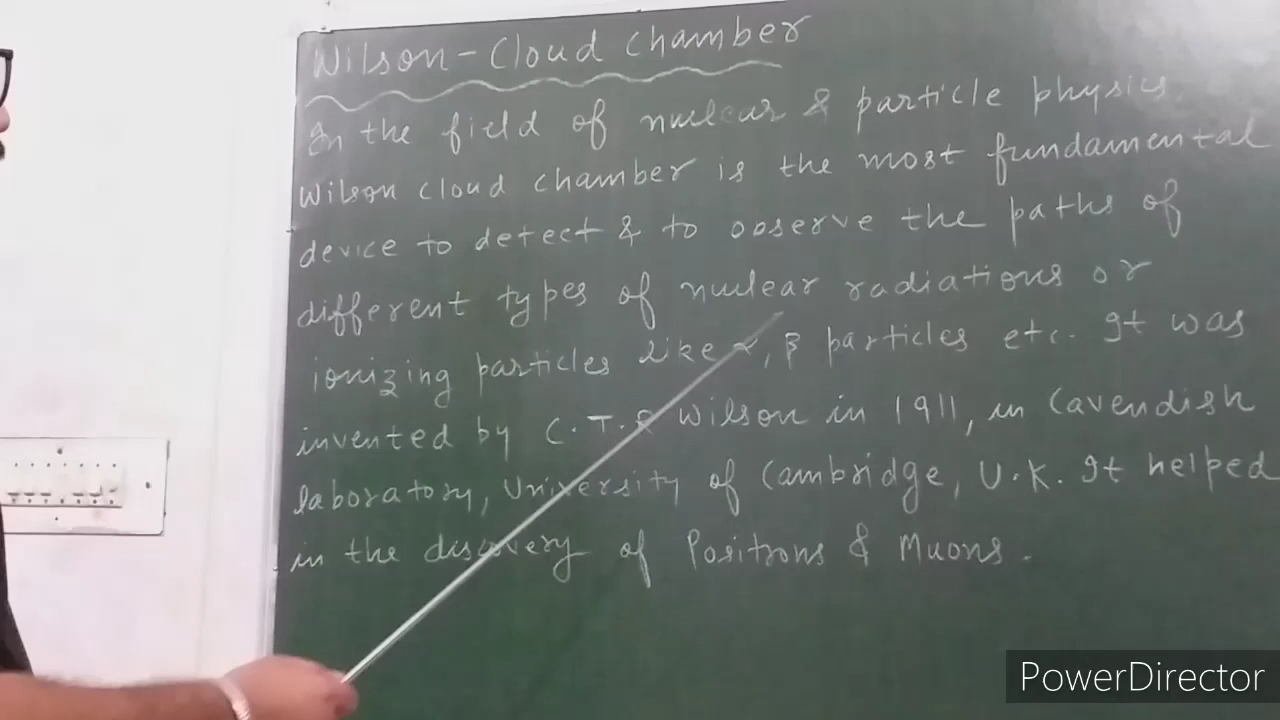 Wilson-Cloud Chamber
In the field of nuclear & particle physics
Wilson cloud chamber is the most fundamental
device to detect & to observe the paths of
different types of nuclear radiations or
ionizing particles like α, β particles etc. It was
invented by C.T.R Wilson in 1911, in Cavendish
laboratory, University of Cambridge, U.K. It helped
in the discovery of Positrons & Muons.
PowerDirector